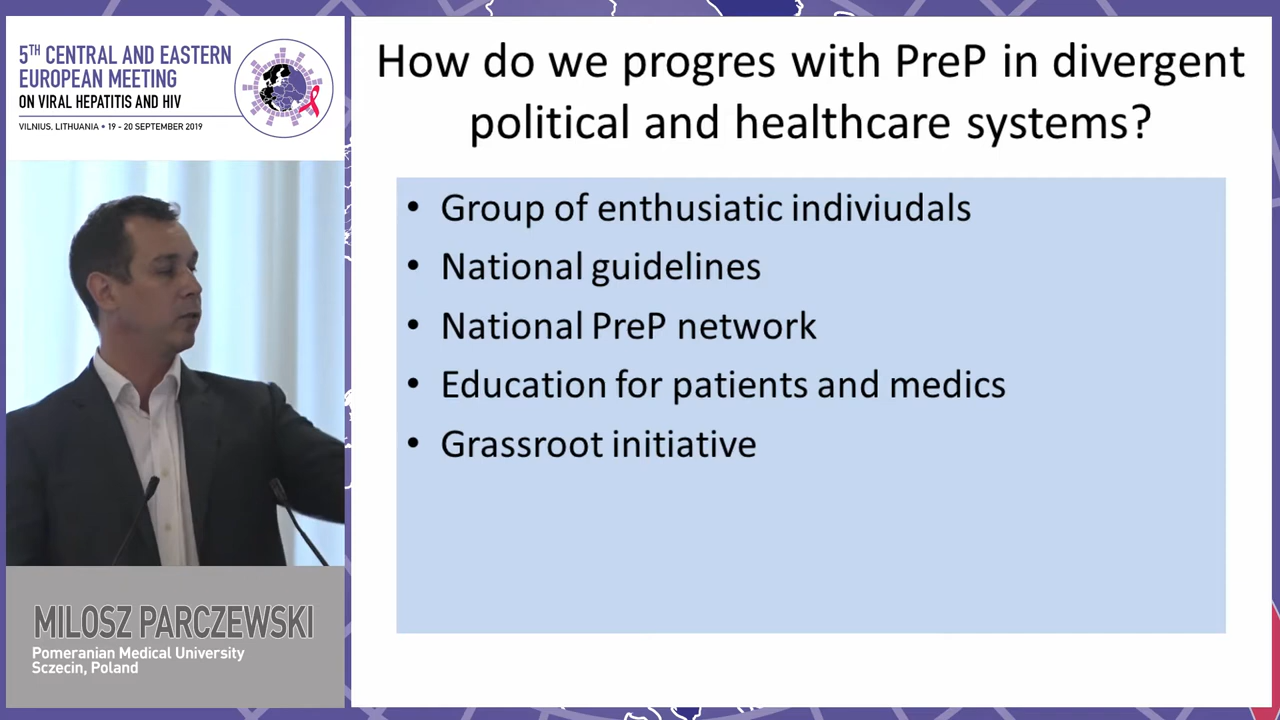 5TH CENTRAL AND EASTERN
EUROPEAN MEETING
ON VIRAL HEPATITIS AND HIV
VILNIUS, LITHUANIA • 19 - 20 SEPTEMBER 2019
How do we progres with PreP in divergent
political and healthcare systems?
• Group of enthusiatic indiviudals
• National guidelines
• National PreP network
• Education for patients and medics
• Grassroot initiative
MILOSZ PARCZEWSKI
Pomeranian Medical University
Sczecin, Poland